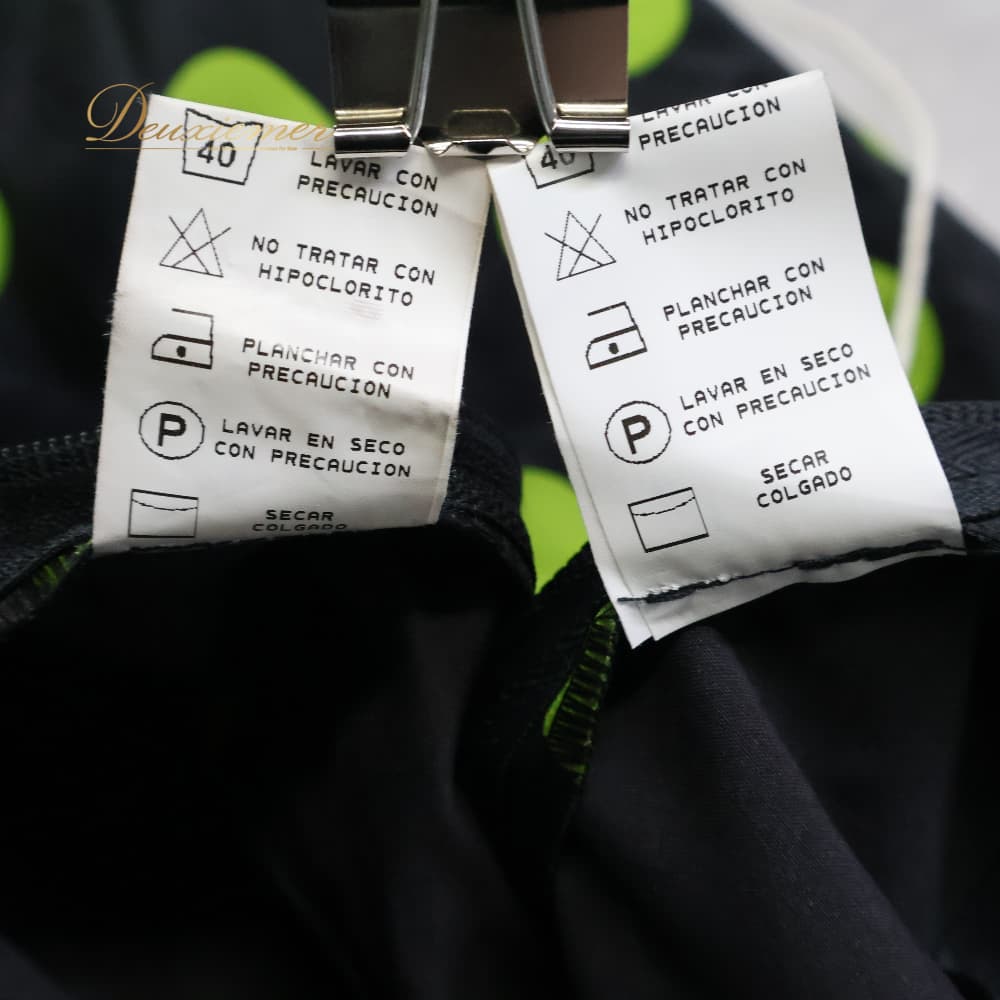 Deuxiemer
40
LAVAR CON
PRECAUCION
NO TRATAR CON
HIPOCLORITO
PLANCHAR CON
PRECAUCION
P
LAVAR EN SECO
CON PRECAUCION
SECAR
COLGADO
40
LAVAR CON
PRECAUCION
NO TRATAR CON
HIPOCLORITO
PLANCHAR CON
PRECAUCION
P
LAVAR EN SECO
CON PRECAUCION
SECAR
COLGADO